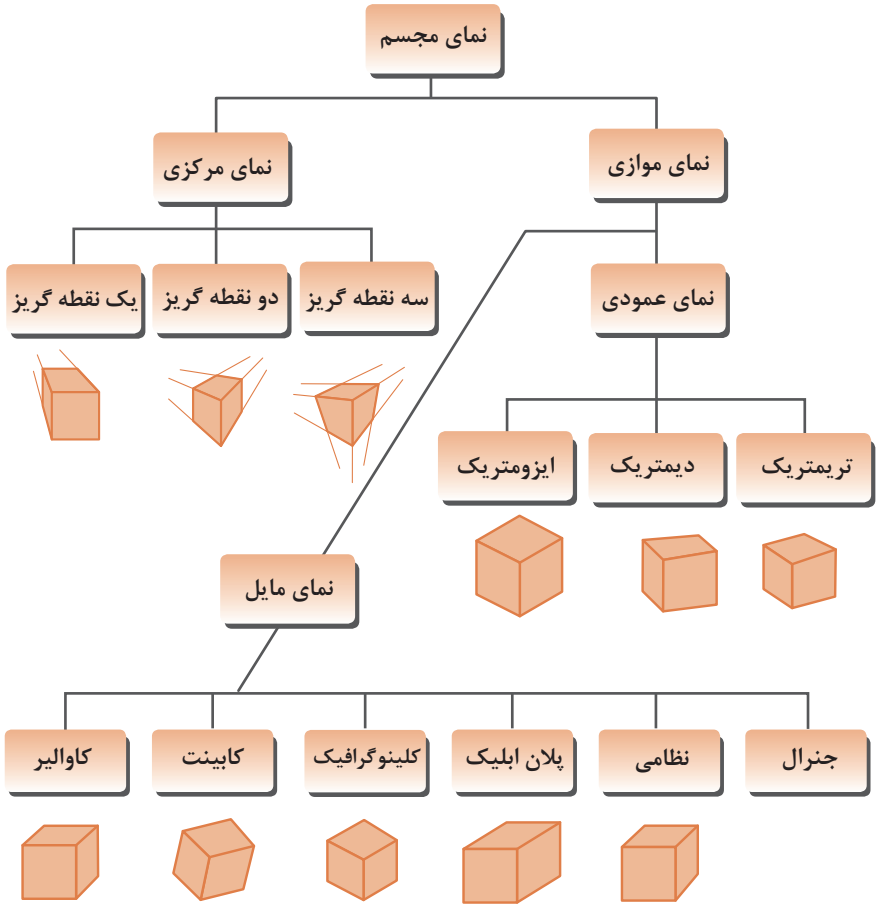 نمای مجسم
نمای موازی
نمای مرکزی
سه نقطه گریز
دو نقطه گریز
یک نقطه گریز
نمای عمودی
تریمتریک
دیمتریک
ایزومتریک
نمای مایل
جنرال
نظامی
پلان ابلیک
کلینوگرافیک
کابینت
کاوالیر